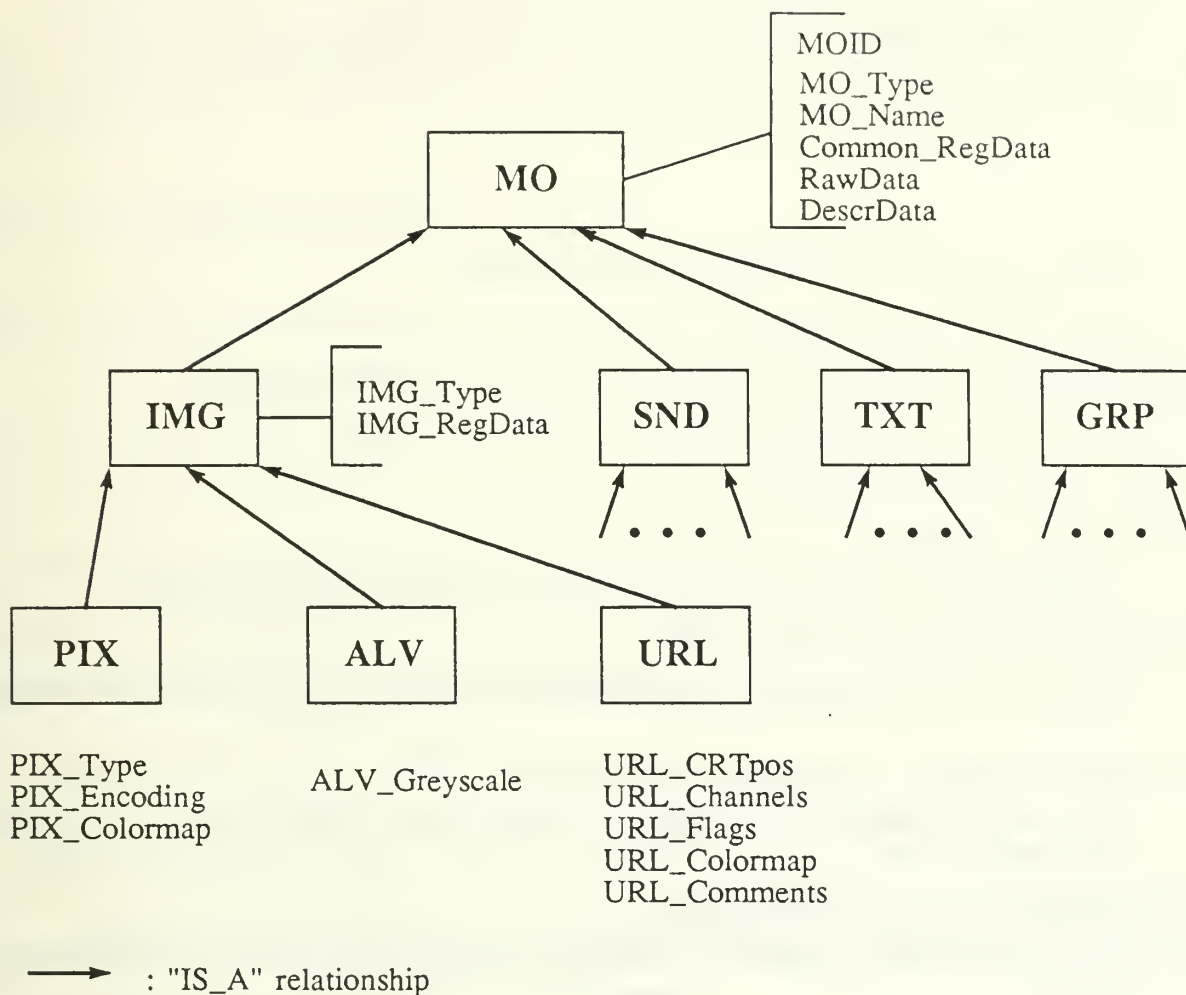 MOID
MO_Type
MO_Name
Common_RegData
RawData
DescrData
MO
IMG
IMG_Type
IMG_RegData
SND
TXT
GRP
PIX
ALV
URL
PIX_Type
PIX_Encoding
PIX_Colormap
ALV_Greyscale
URL_CRTpos
URL_Channels
URL_Flags
URL_Colormap
URL_Comments
: "IS_A" relationship